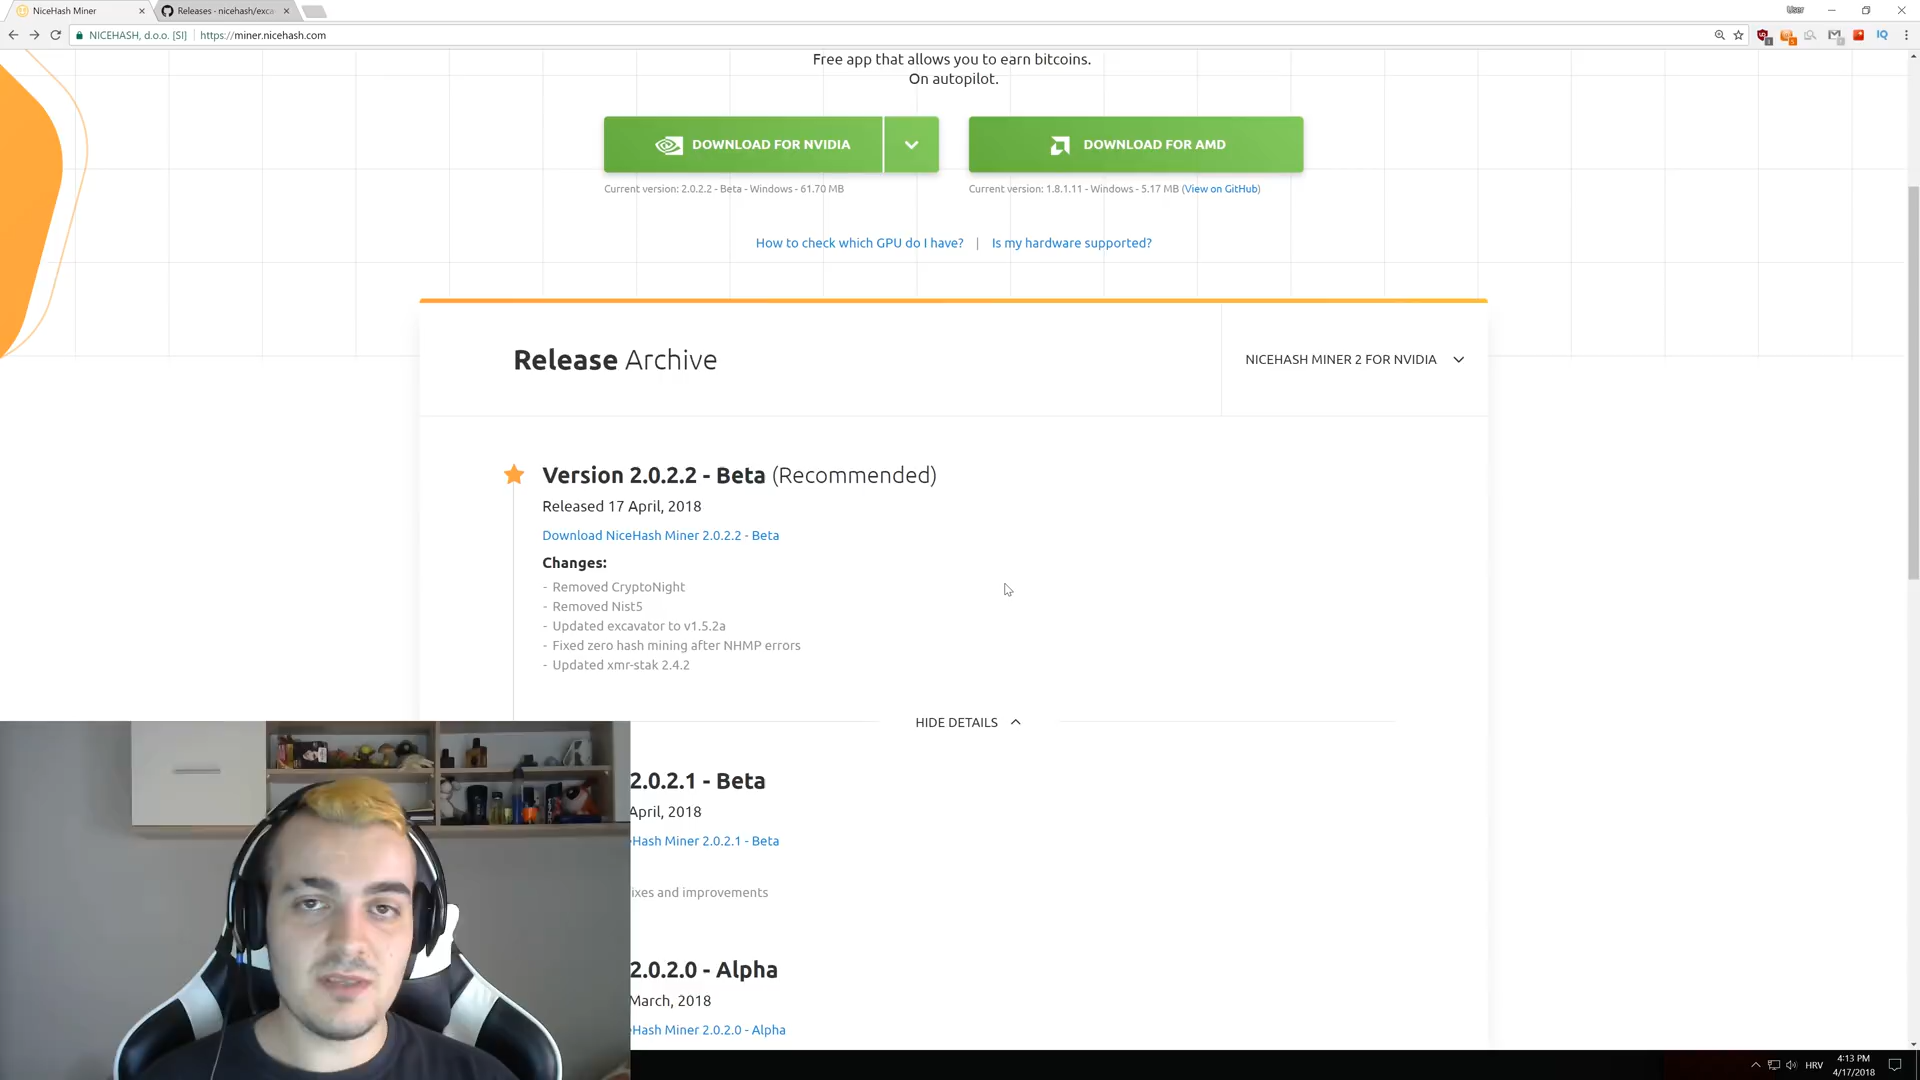 NiceHash Miner
Releases · nicehash/exca
User
NICEHASH, d.o.o. [SI]
https://miner.nicehash.com
Free app that allows you to earn bitcoins.
On autopilot.
DOWNLOAD FOR NVIDIA
DOWNLOAD FOR AMD
Current version: 2.0.2.2 - Beta - Windows - 61.70 MB
Current version: 1.8.1.11 - Windows - 5.17 MB (View on GitHub)
How to check which GPU do I have? | Is my hardware supported?
Release Archive
NICEHASH MINER 2 FOR NVIDIA
Version 2.0.2.2 - Beta (Recommended)
Released 17 April, 2018
Download NiceHash Miner 2.0.2.2 - Beta
Changes:
- Removed CryptoNight
- Removed Nist5
- Updated excavator to v1.5.2a
- Fixed zero hash mining after NHMP errors
- Updated xmr-stak 2.4.2
HIDE DETAILS
2.0.2.1 - Beta
April, 2018
eHash Miner 2.0.2.1 - Beta
ixes and improvements
2.0.2.0 - Alpha
March, 2018
eHash Miner 2.0.2.0 - Alpha
HRV
4:13 PM
4/17/2018